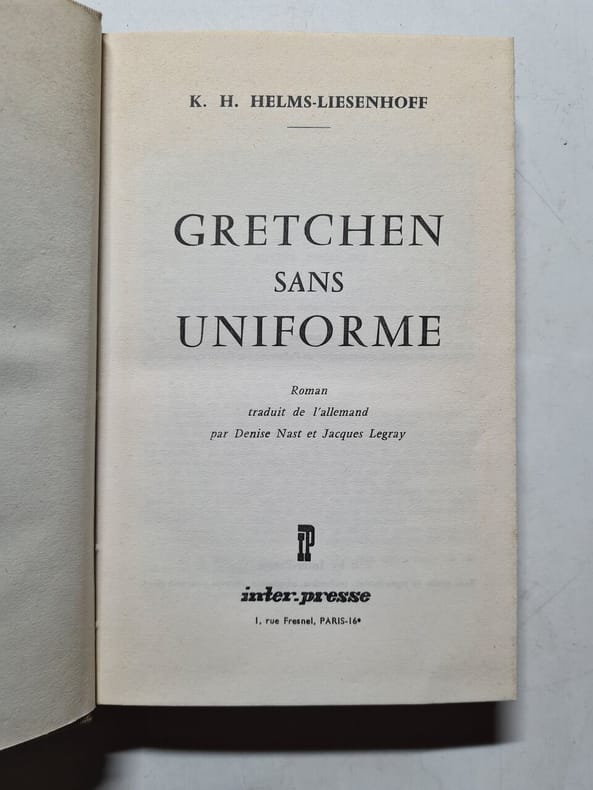 K. H. HELMS-LIESENHOFF
GRETCHEN
SANS
UNIFORME
Roman
traduit de l'allemand
par Denise Nast et Jacques Legray
IP
inter-presse
1, rue Fresnel, PARIS-16e